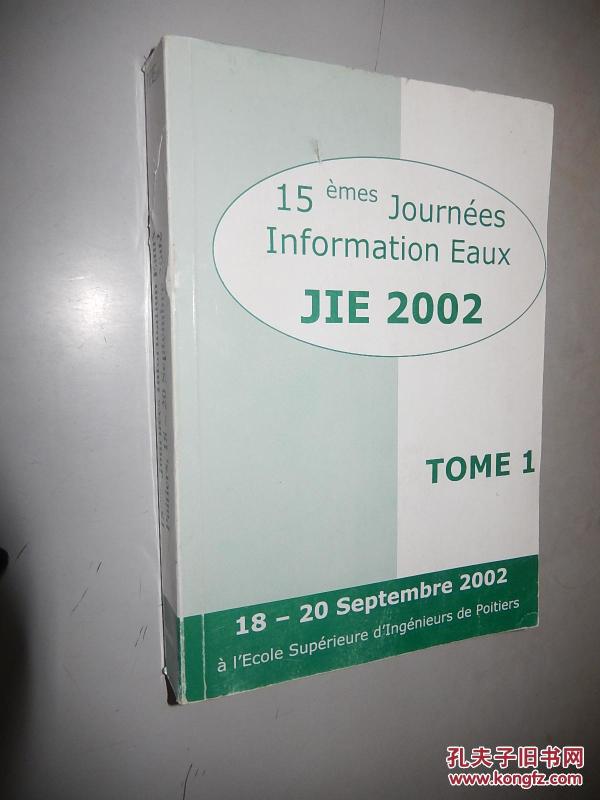 15 èmes Journées
Information Eaux
JIE 2002
TOME 1
18 – 20 Septembre 2002
à l'Ecole Supérieure d'Ingénieurs de Poitiers
孔夫子旧书网
www.kongfz.com